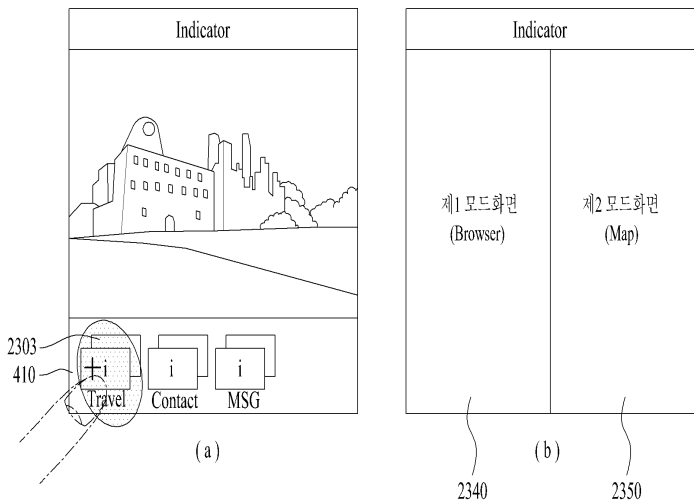 Indicator
2303
410
i
i
i
Travel
Contact
MSG
(a)
Indicator
제1 모드화면
(Browser)
제2 모드화면
(Map)
(b)
2340
2350